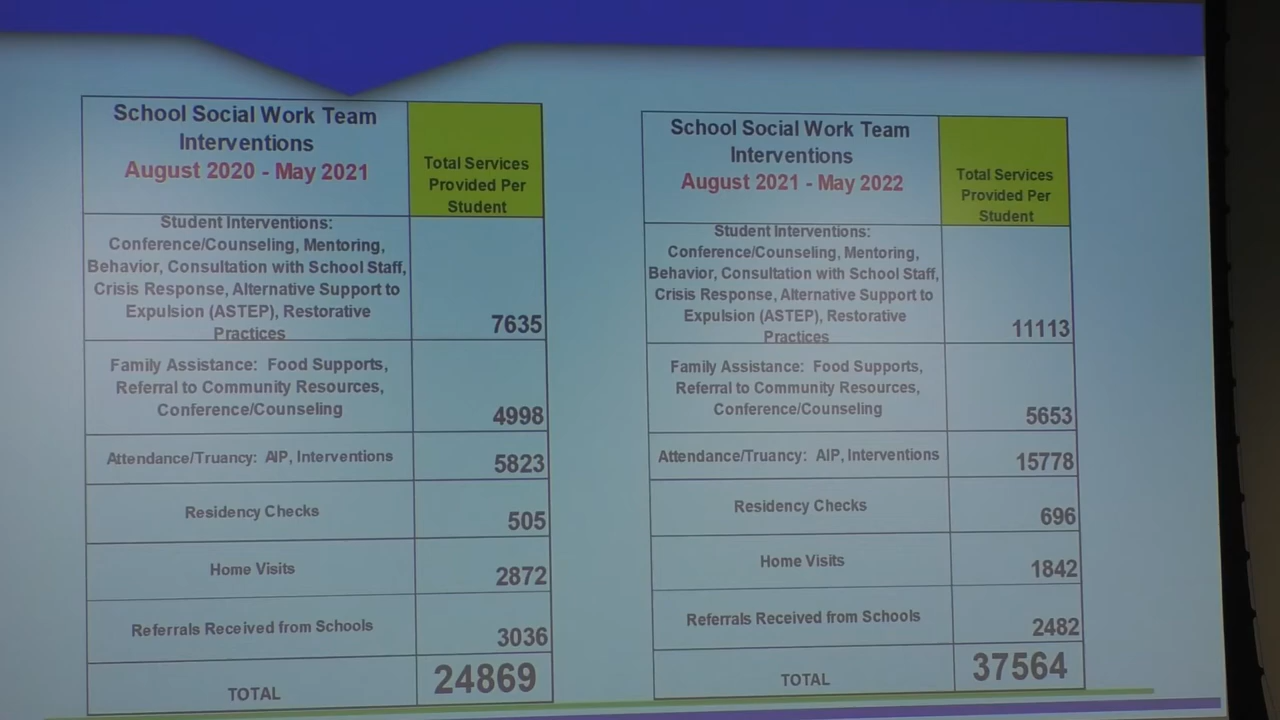 School Social Work Team
Interventions
August 2020 - May 2021
Total Services
Provided Per
Student
Student Interventions:
Conference/Counseling, Mentoring,
Behavior, Consultation with School Staff,
Crisis Response, Alternative Support to
Expulsion (ASTEP), Restorative
Practices
7635
Family Assistance: Food Supports,
Referral to Community Resources,
Conference/Counseling
4998
Attendance/Truancy: AIP, Interventions
5823
Residency Checks
505
Home Visits
2872
Referrals Received from Schools
3036
TOTAL
24869
School Social Work Team
Interventions
August 2021 - May 2022
Total Services
Provided Per
Student
Student Interventions:
Conference/Counseling, Mentoring,
Behavior, Consultation with School Staff,
Crisis Response, Alternative Support to
Expulsion (ASTEP), Restorative
Practices
11113
Family Assistance: Food Supports,
Referral to Community Resources,
Conference/Counseling
5653
Attendance/Truancy: AIP, Interventions
15778
Residency Checks
696
Home Visits
1842
Referrals Received from Schools
2482
TOTAL
37564